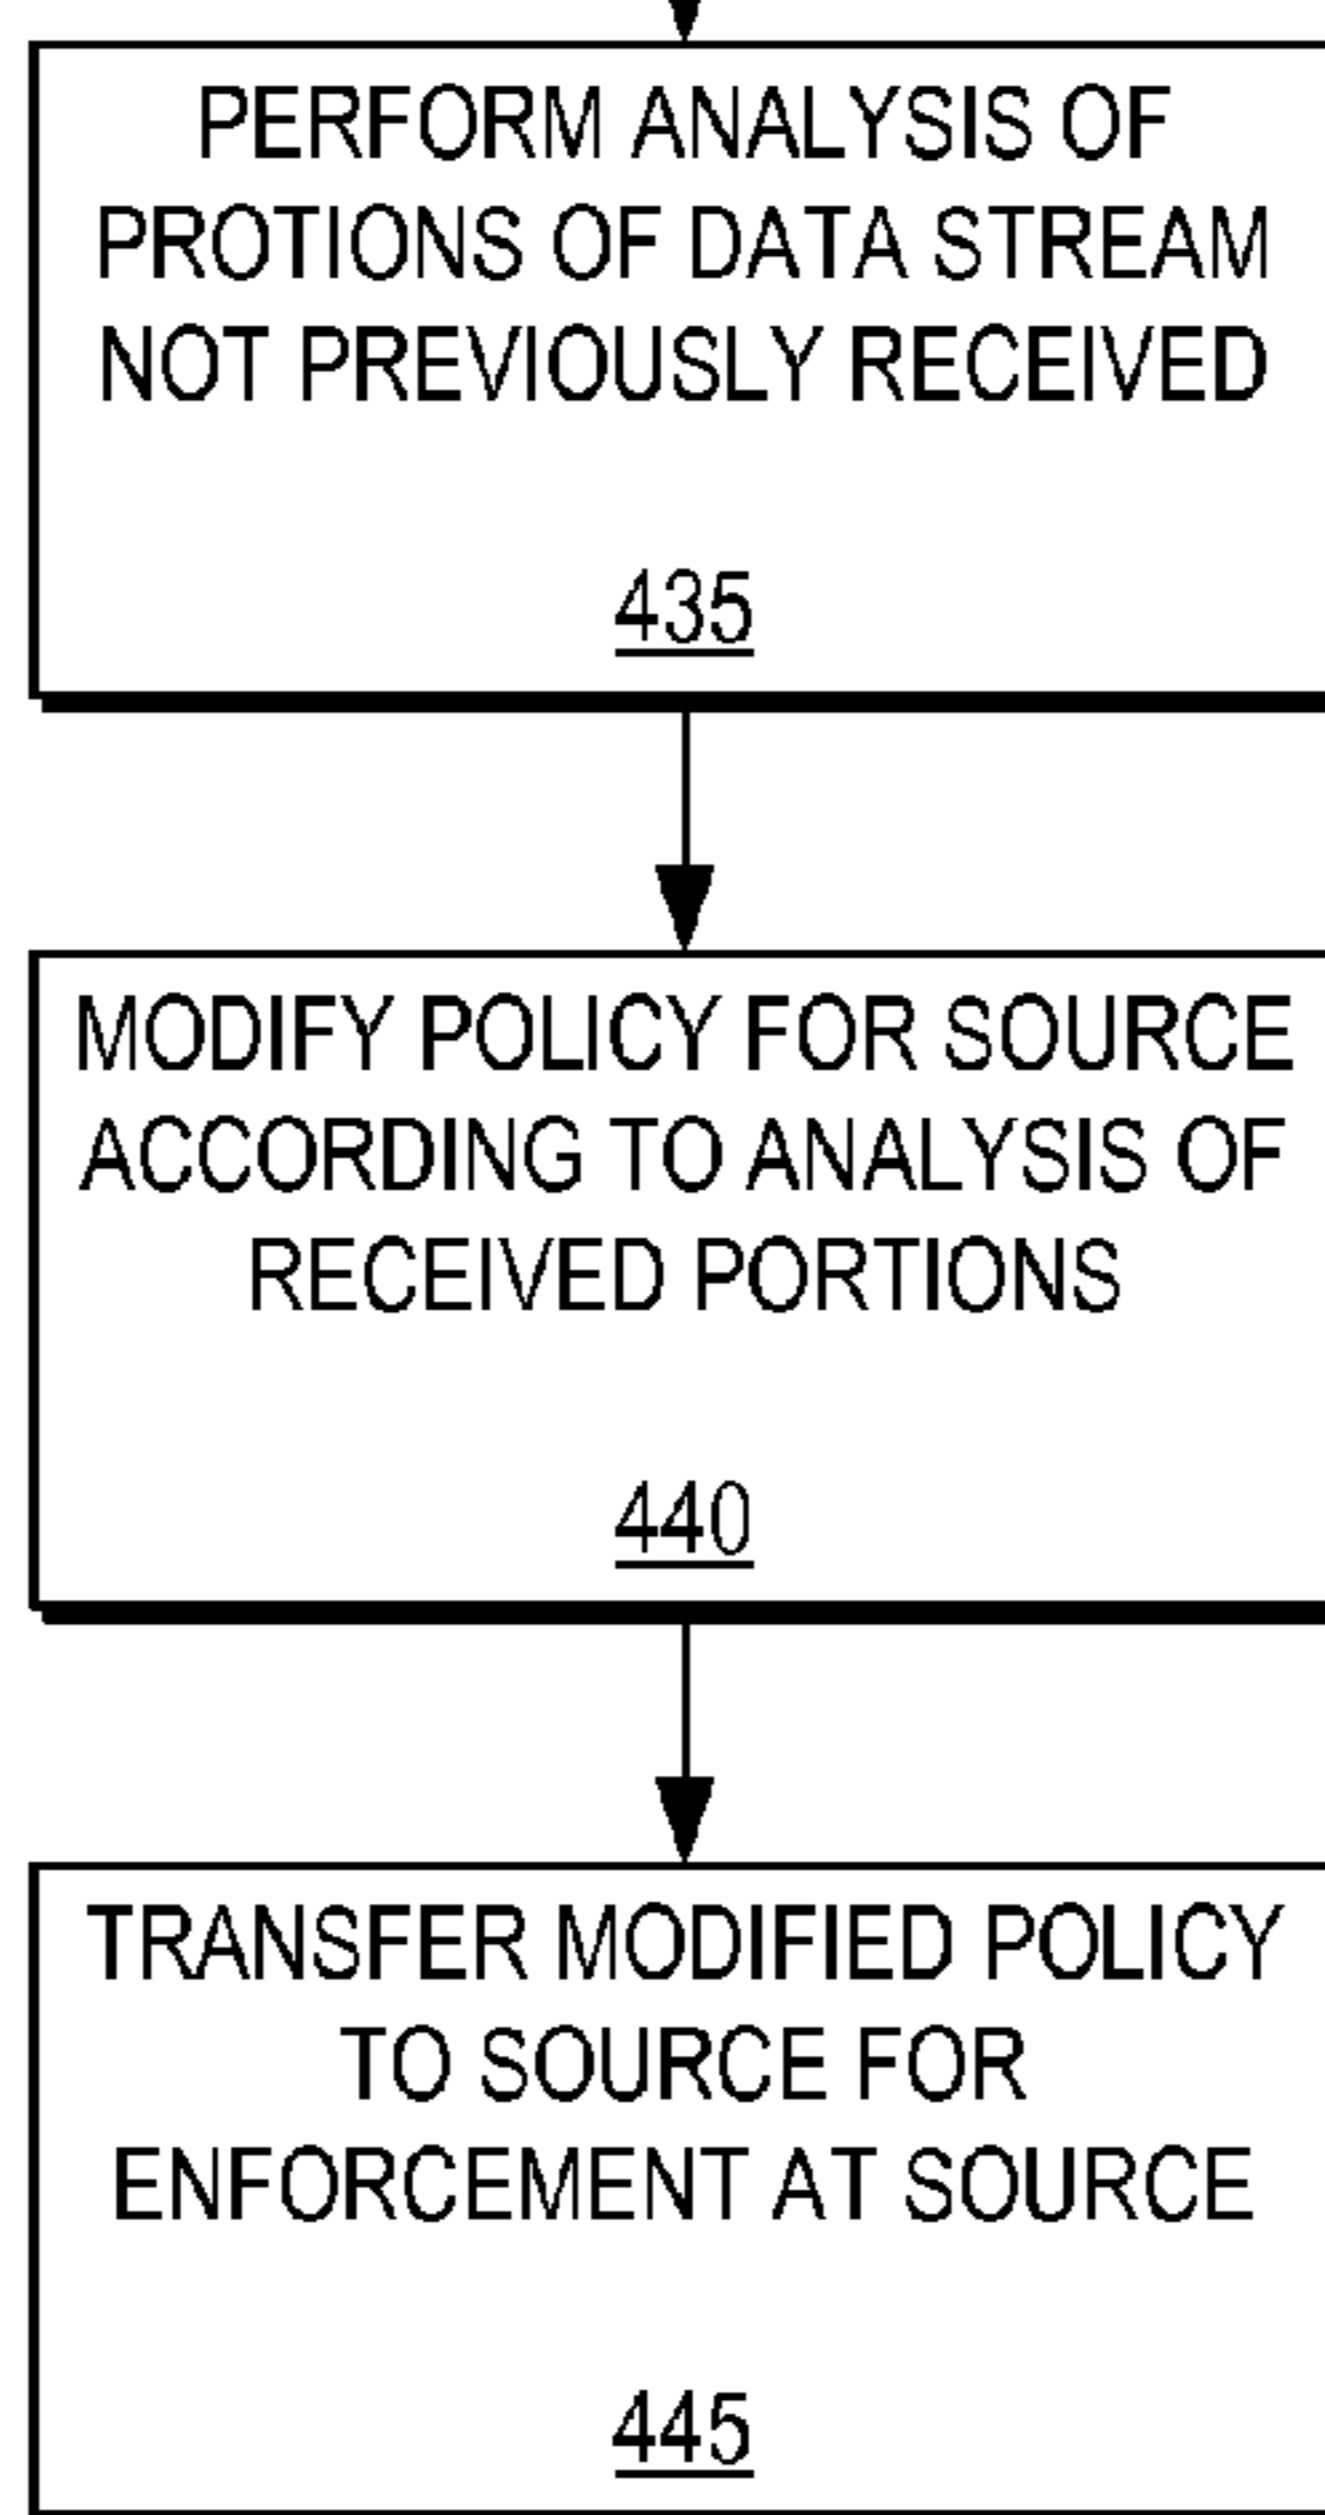 PERFORM ANALYSIS OF
PROTIONS OF DATA STREAM
NOT PREVIOUSLY RECEIVED
435
MODIFY POLICY FOR SOURCE
ACCORDING TO ANALYSIS OF
RECEIVED PORTIONS
440
TRANSFER MODIFIED POLICY
TO SOURCE FOR
ENFORCEMENT AT SOURCE
445